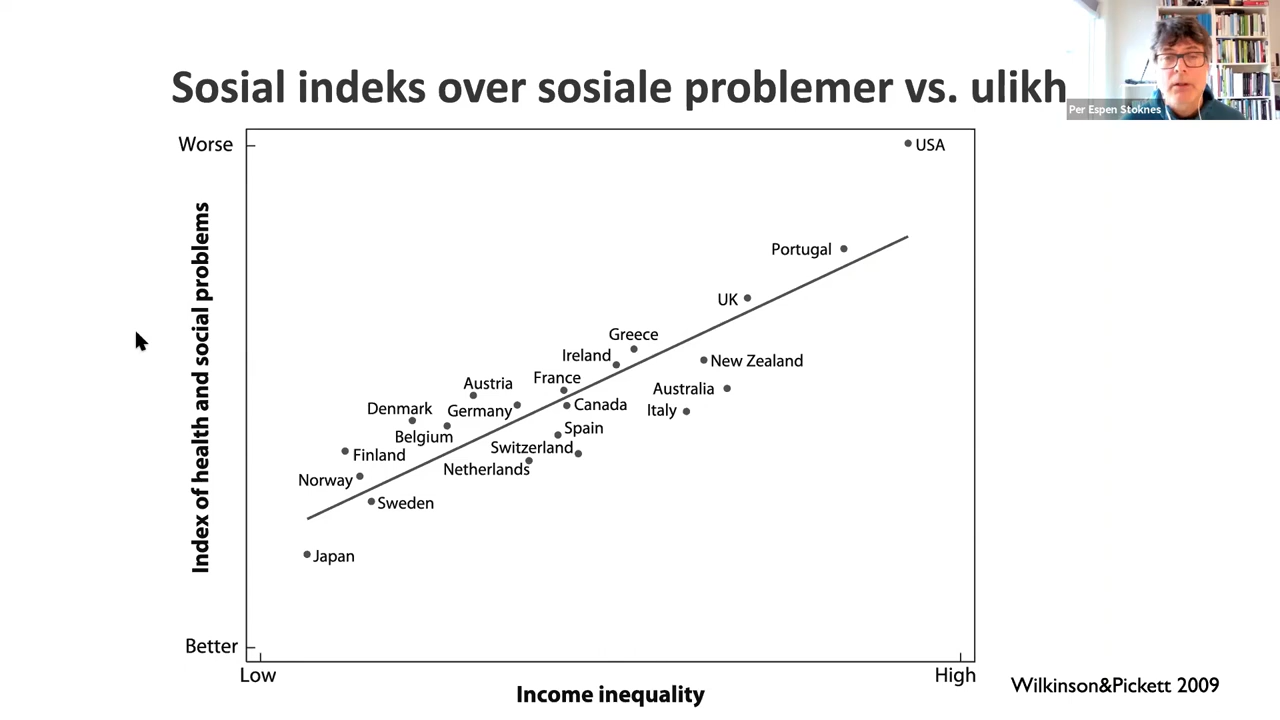 Sosial indeks over sosiale problemer vs. ulikh
Per Espen Stoknes
Worse
USA
Portugal
UK
Greece
Ireland
New Zealand
France
Austria
Australia
Denmark
Germany
Canada
Italy
Belgium
Spain
Switzerland
Finland
Netherlands
Norway
Sweden
Japan
Better
Index of health and social problems
Low
High
Income inequality
Wilkinson&Pickett 2009